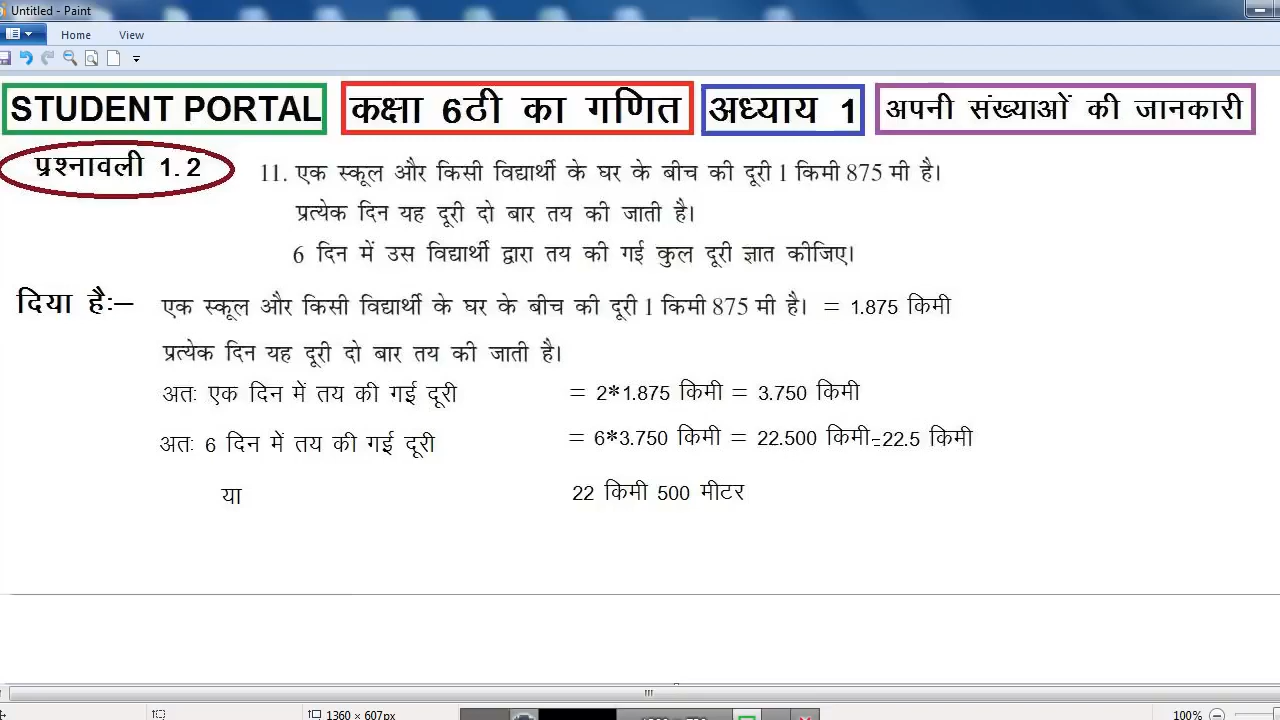 Untitled - Paint
Home View
STUDENT PORTAL कक्षा 6ठी का गणित अध्याय 1 अपनी संख्याओं की जानकारी
प्रश्नावली 1.2
11. एक स्कूल और किसी विद्यार्थी के घर के बीच की दूरी 1 किमी 875 मी है।
प्रत्येक दिन यह दूरी दो बार तय की जाती है।
6 दिन में उस विद्यार्थी द्वारा तय की गई कुल दूरी ज्ञात कीजिए।
दिया है:— एक स्कूल और किसी विद्यार्थी के घर के बीच की दूरी 1 किमी 875 मी है। = 1.875 किमी
प्रत्येक दिन यह दूरी दो बार तय की जाती है।
अतः एक दिन में तय की गई दूरी = 2*1.875 किमी = 3.750 किमी
अतः 6 दिन में तय की गई दूरी = 6*3.750 किमी = 22.500 किमी=22.5 किमी
या 22 किमी 500 मीटर
1360 × 607px 100%